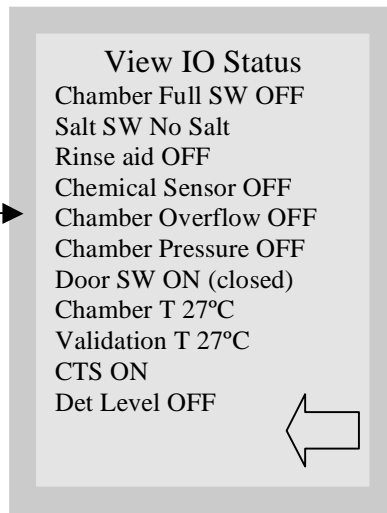 View IO Status
Chamber Full SW OFF
Salt SW No Salt
Rinse aid OFF
Chemical Sensor OFF
Chamber Overflow OFF
Chamber Pressure OFF
Door SW ON (closed)
Chamber T 27ºC
Validation T 27ºC
CTS ON
Det Level OFF